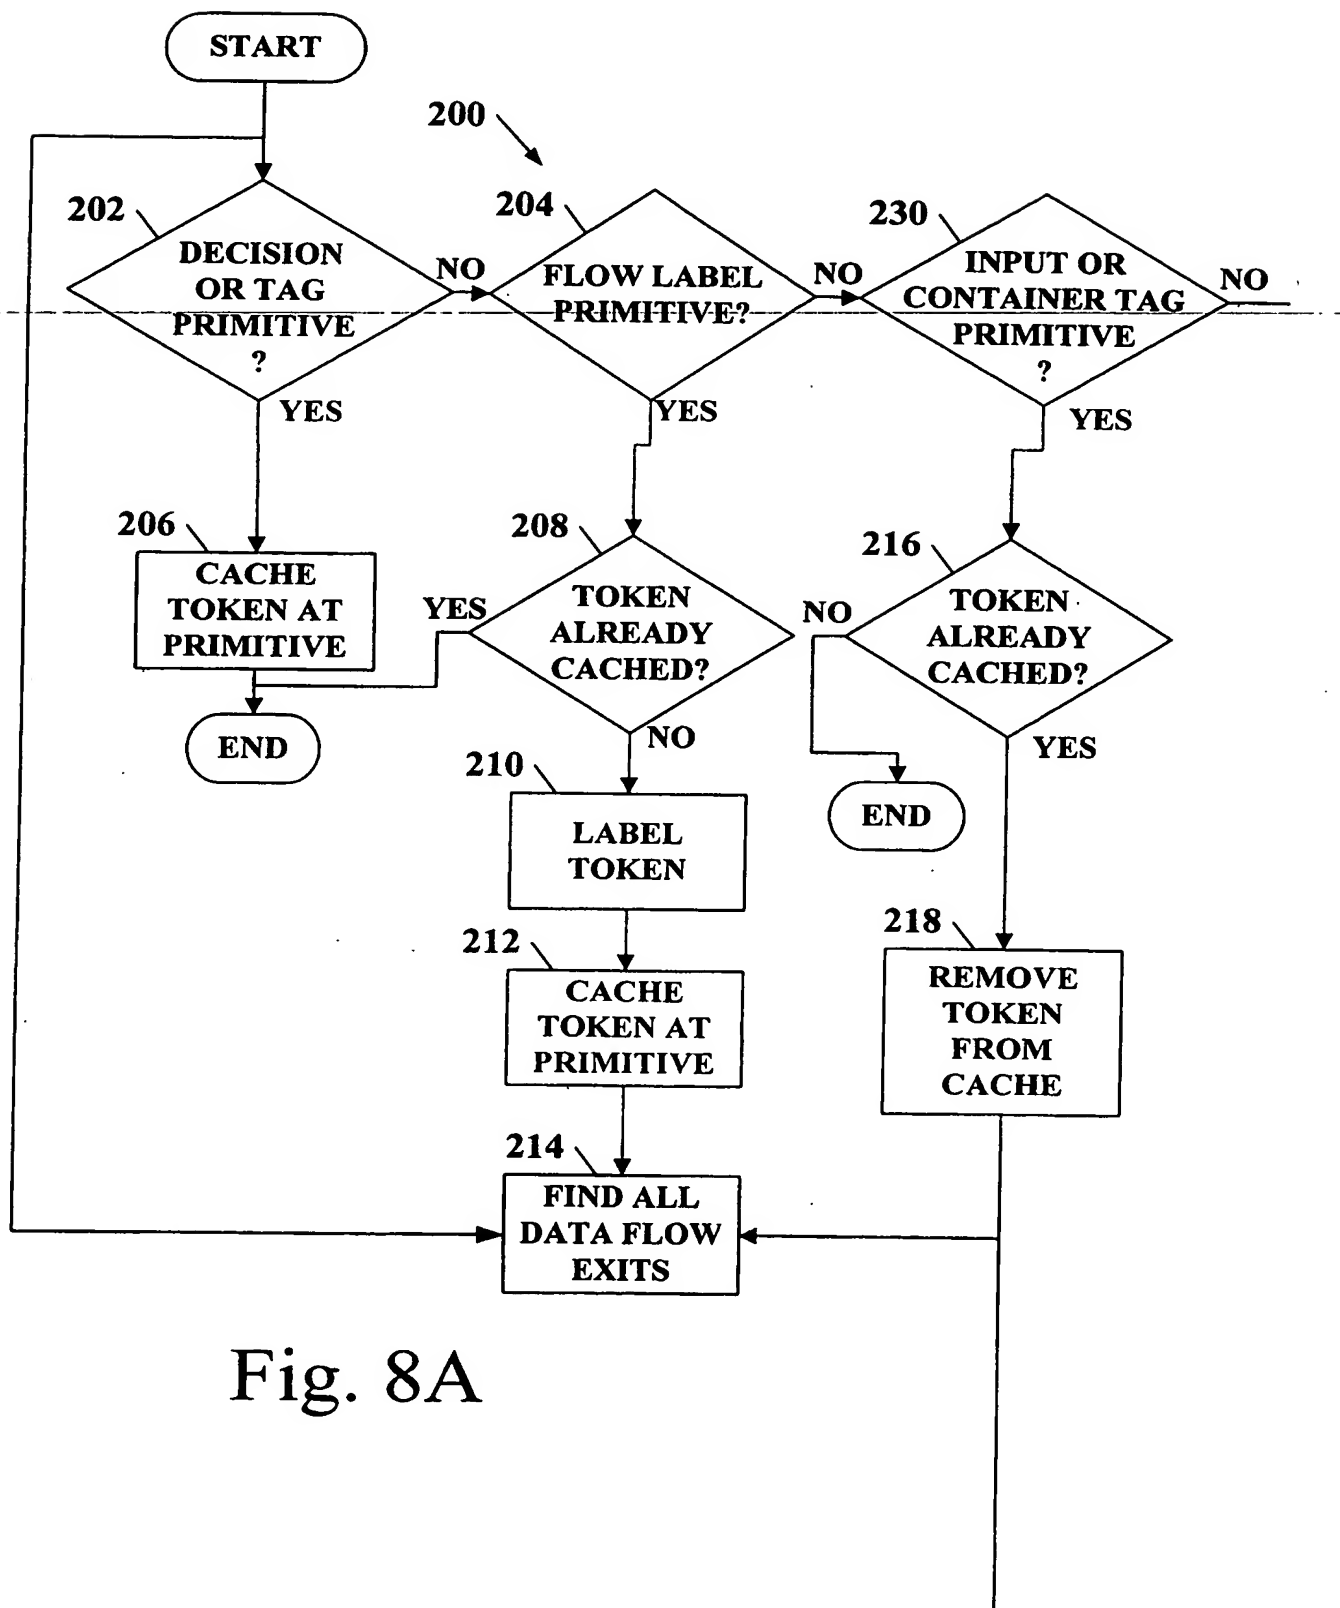 START
200
202
DECISION
OR TAG
PRIMITIVE
?
NO
YES
204
FLOW LABEL
PRIMITIVE?
NO
YES
230
INPUT OR
CONTAINER TAG
PRIMITIVE
?
NO
YES
206
CACHE
TOKEN AT
PRIMITIVE
END
208
YES
TOKEN
ALREADY
CACHED?
NO
216
NO
TOKEN
ALREADY
CACHED?
YES
END
210
LABEL
TOKEN
212
CACHE
TOKEN AT
PRIMITIVE
218
REMOVE
TOKEN
FROM
CACHE
214
FIND ALL
DATA FLOW
EXITS
Fig. 8A